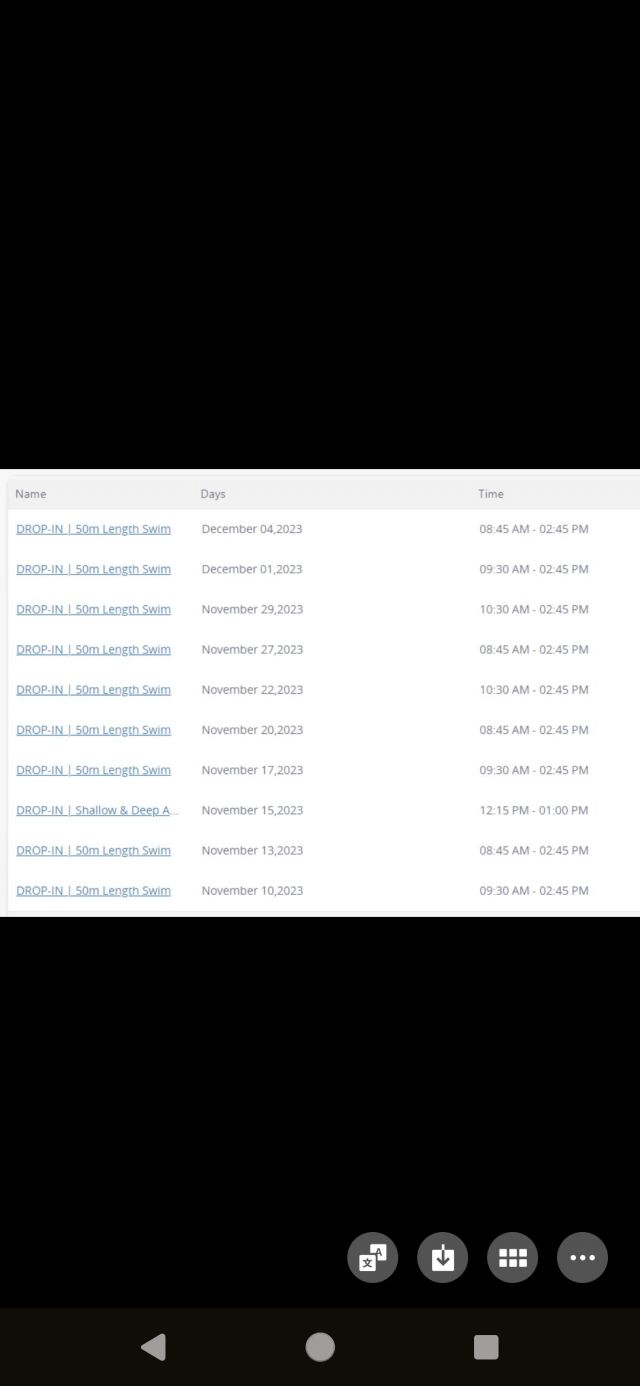 Name Days Time
DROP-IN | 50m Length Swim December 04,2023 08:45 AM - 02:45 PM
DROP-IN | 50m Length Swim December 01,2023 09:30 AM - 02:45 PM
DROP-IN | 50m Length Swim November 29,2023 10:30 AM - 02:45 PM
DROP-IN | 50m Length Swim November 27,2023 08:45 AM - 02:45 PM
DROP-IN | 50m Length Swim November 22,2023 10:30 AM - 02:45 PM
DROP-IN | 50m Length Swim November 20,2023 08:45 AM - 02:45 PM
DROP-IN | 50m Length Swim November 17,2023 09:30 AM - 02:45 PM
DROP-IN | Shallow & Deep A... November 15,2023 12:15 PM - 01:00 PM
DROP-IN | 50m Length Swim November 13,2023 08:45 AM - 02:45 PM
DROP-IN | 50m Length Swim November 10,2023 09:30 AM - 02:45 PM
文A